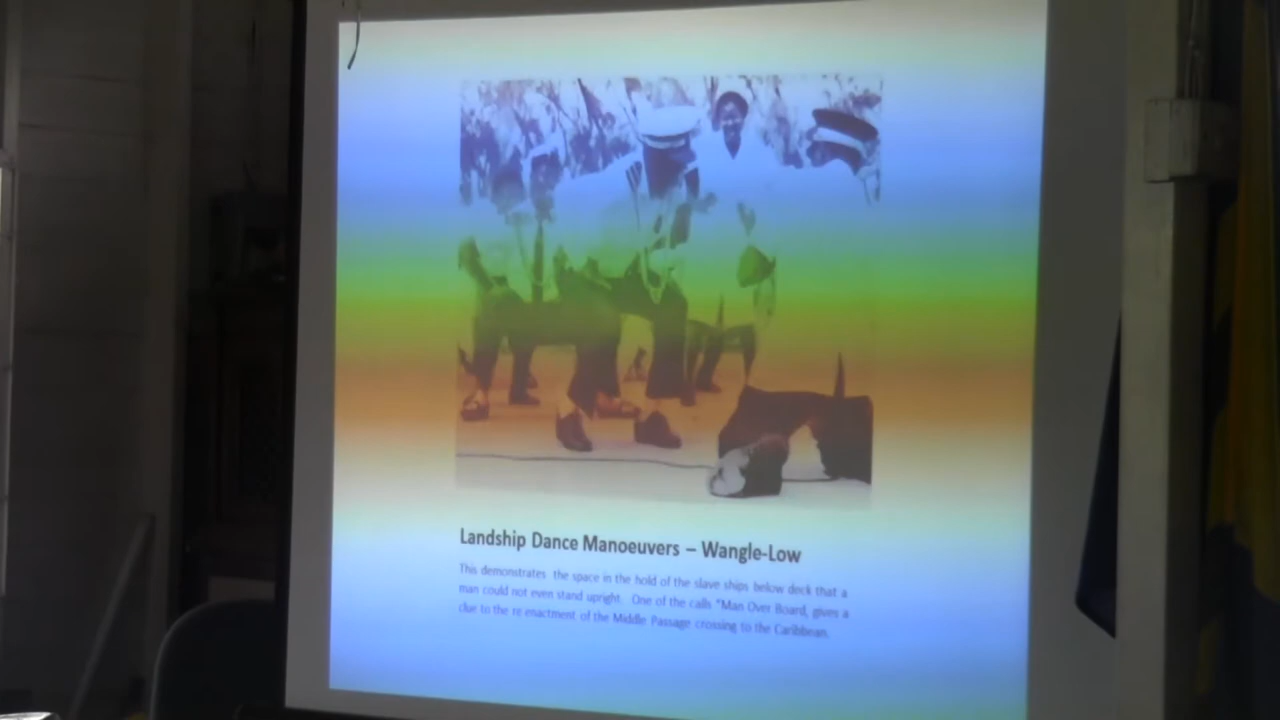 Landship Dance Manoeuvers – Wangle-Low
This demonstrates the space in the hold of the slave ships below deck that a
man could not even stand upright. One of the calls "Man Over Board, gives a
clue to the re enactment of the Middle Passage crossing to the Caribbean.